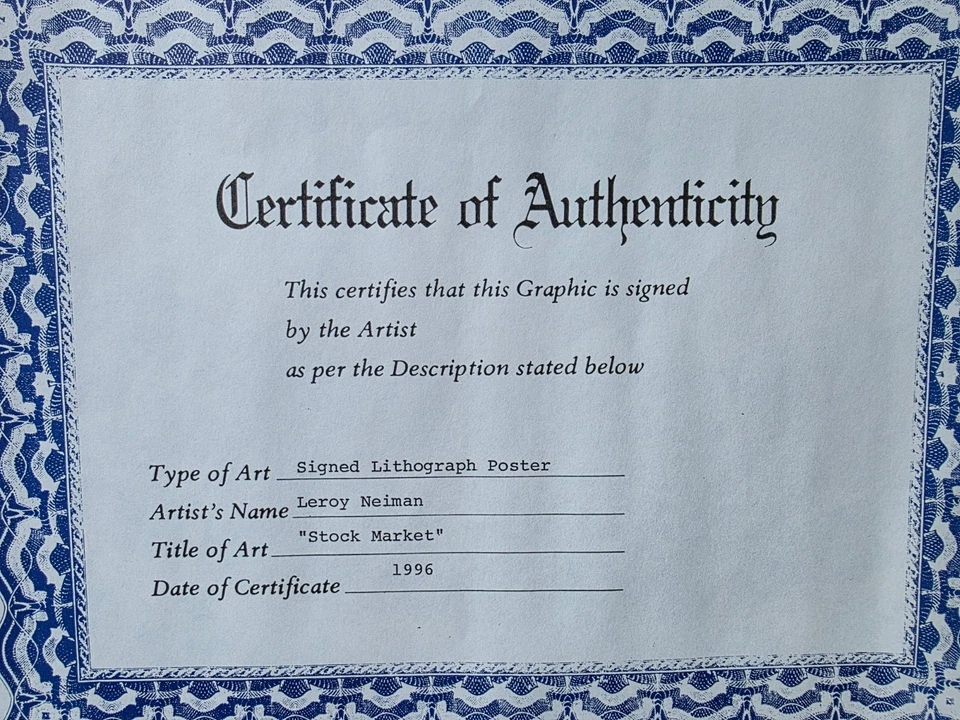 Certificate of Authenticity
This certifies that this Graphic is signed
by the Artist
as per the Description stated below
Type of Art Signed Lithograph Poster
Artist's Name Leroy Neiman
Title of Art "Stock Market"
Date of Certificate 1996